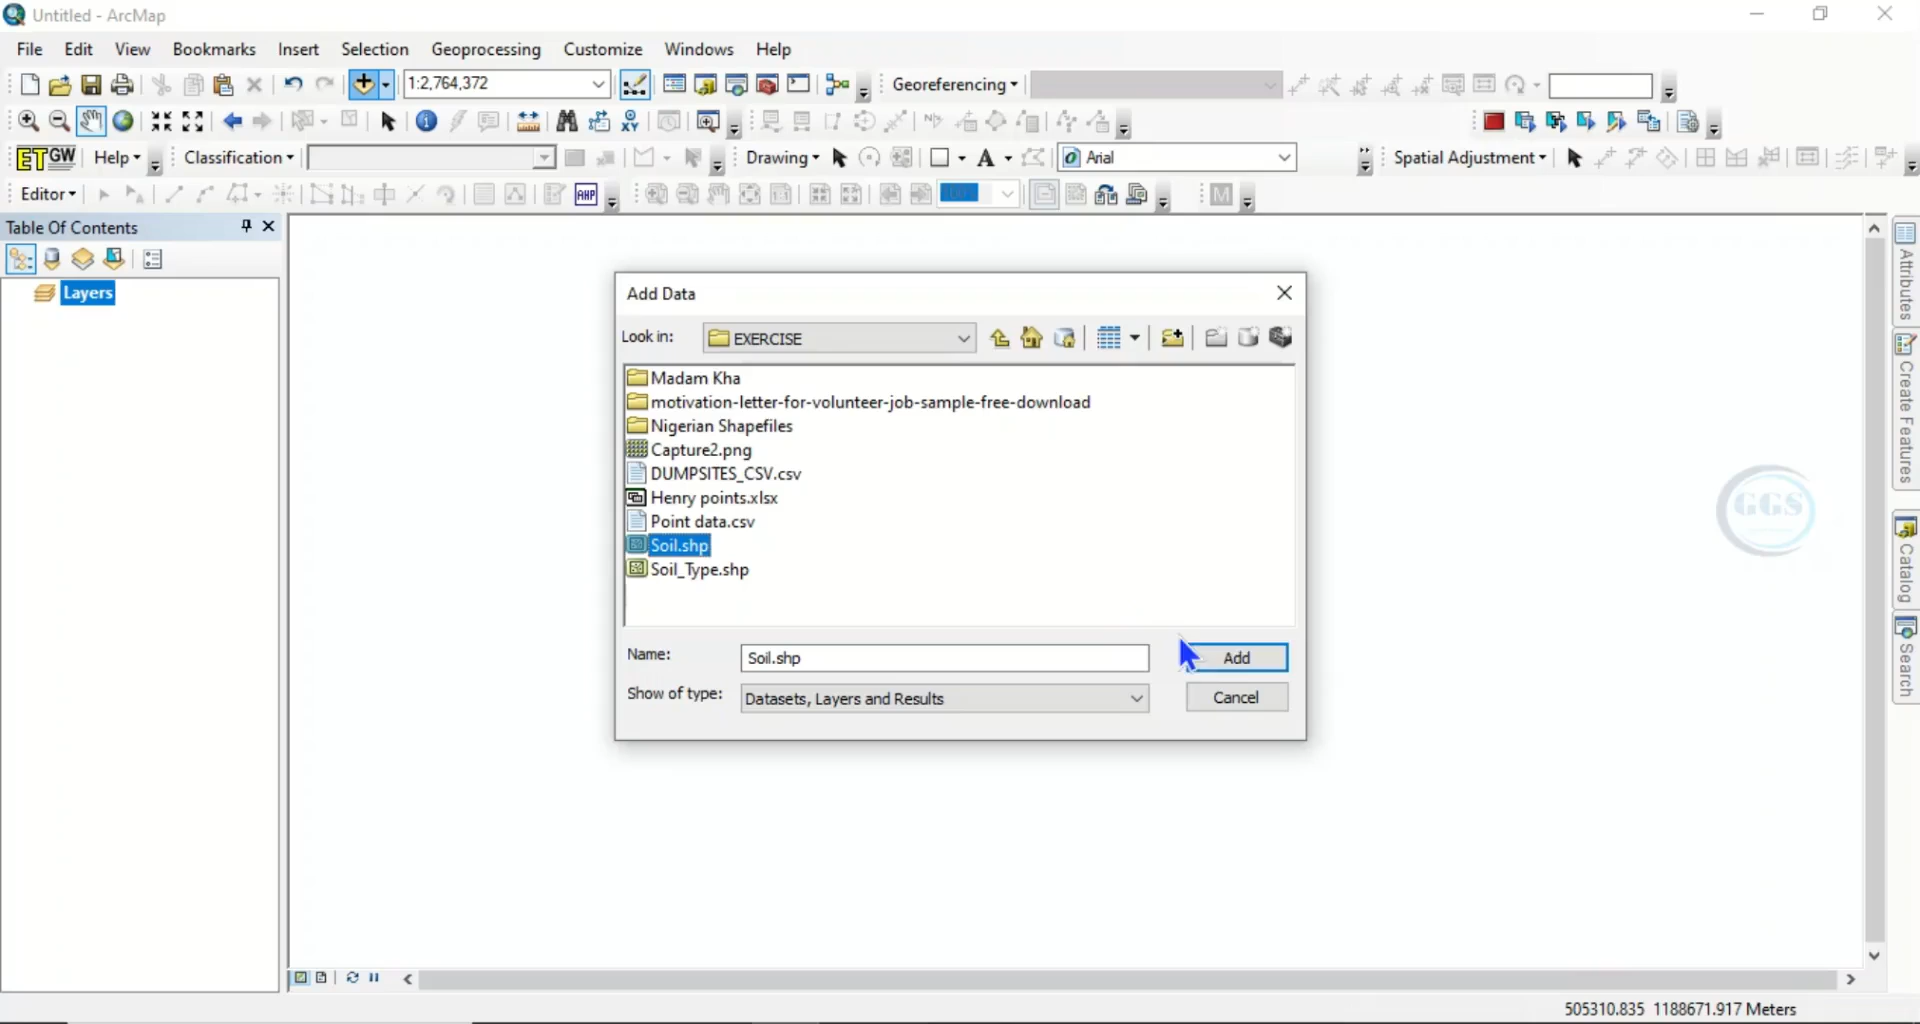 Untitled - ArcMap
File Edit View Bookmarks Insert Selection Geoprocessing Customize Windows Help
1:2,764,372 Georeferencing
ET GW Help Classification Drawing A Arial Spatial Adjustment
Editor AHP M
Table Of Contents
Layers
Add Data
Look in: EXERCISE
Madam Kha
motivation-letter-for-volunteer-job-sample-free-download
Nigerian Shapefiles
Capture2.png
DUMPSITES_CSV.csv
Henry points.xlsx
Point data.csv
Soil.shp
Soil_Type.shp
Name: Soil.shp Add
Show of type: Datasets, Layers and Results Cancel
Attributes
Create Features
Catalog
Search
GGS
505310.835 1188671.917 Meters